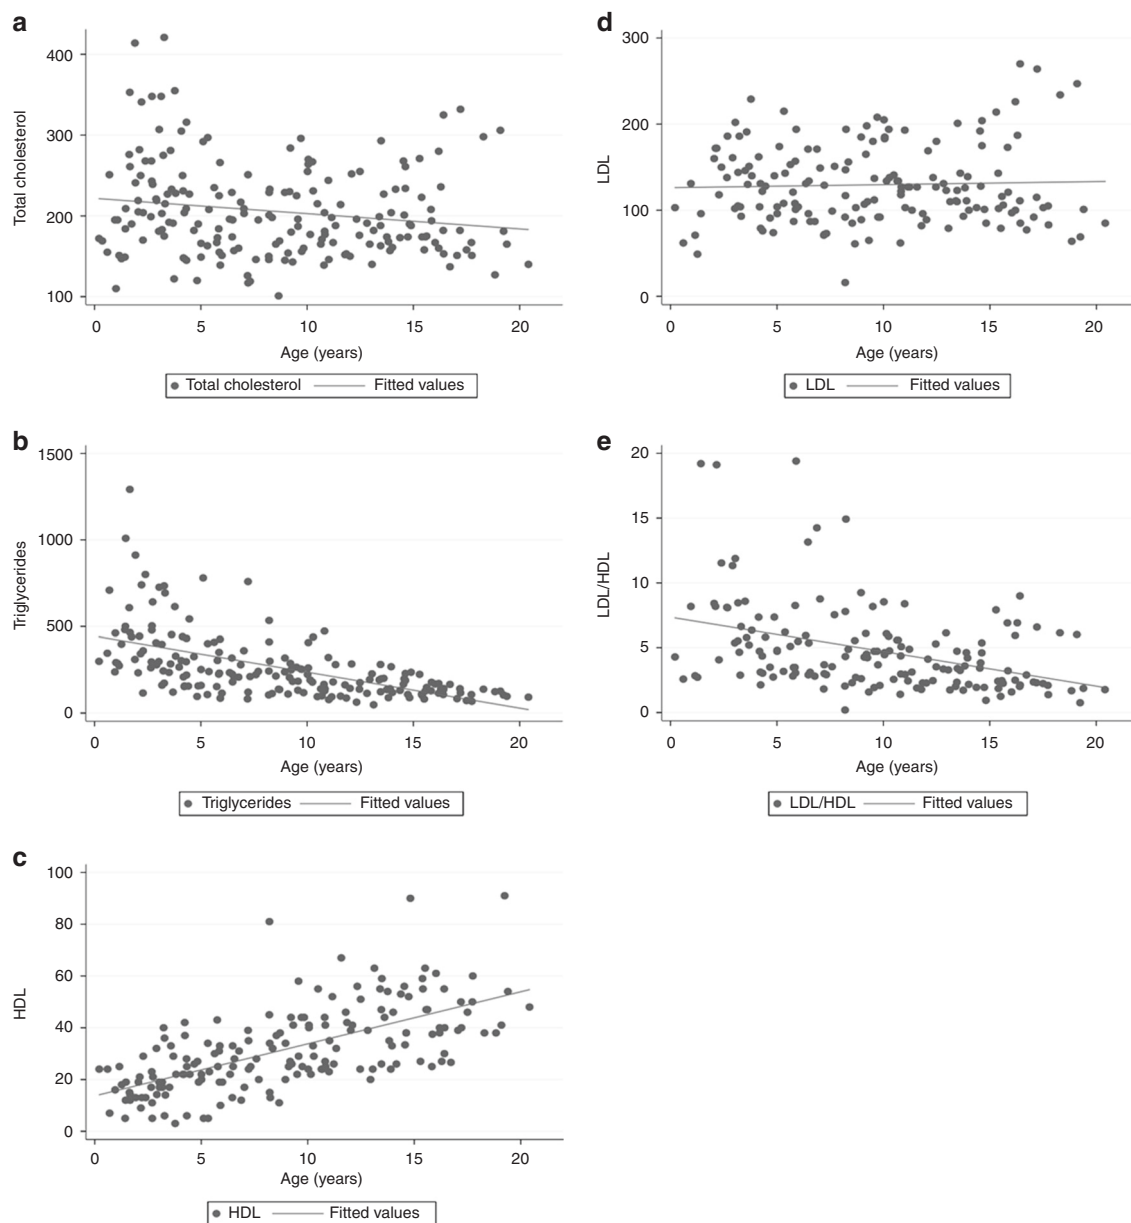 a
400
300
200
100
Total cholesterol
0 5 10 15 20
Age (years)
Total cholesterol Fitted values
b
1500
1000
500
0
Triglycerides
0 5 10 15 20
Age (years)
Triglycerides Fitted values
c
100
80
60
40
20
0
HDL
0 5 10 15 20
Age (years)
HDL Fitted values
d
300
200
100
0
LDL
0 5 10 15 20
Age (years)
LDL Fitted values
e
20
15
10
5
0
LDL/HDL
0 5 10 15 20
Age (years)
LDL/HDL Fitted values